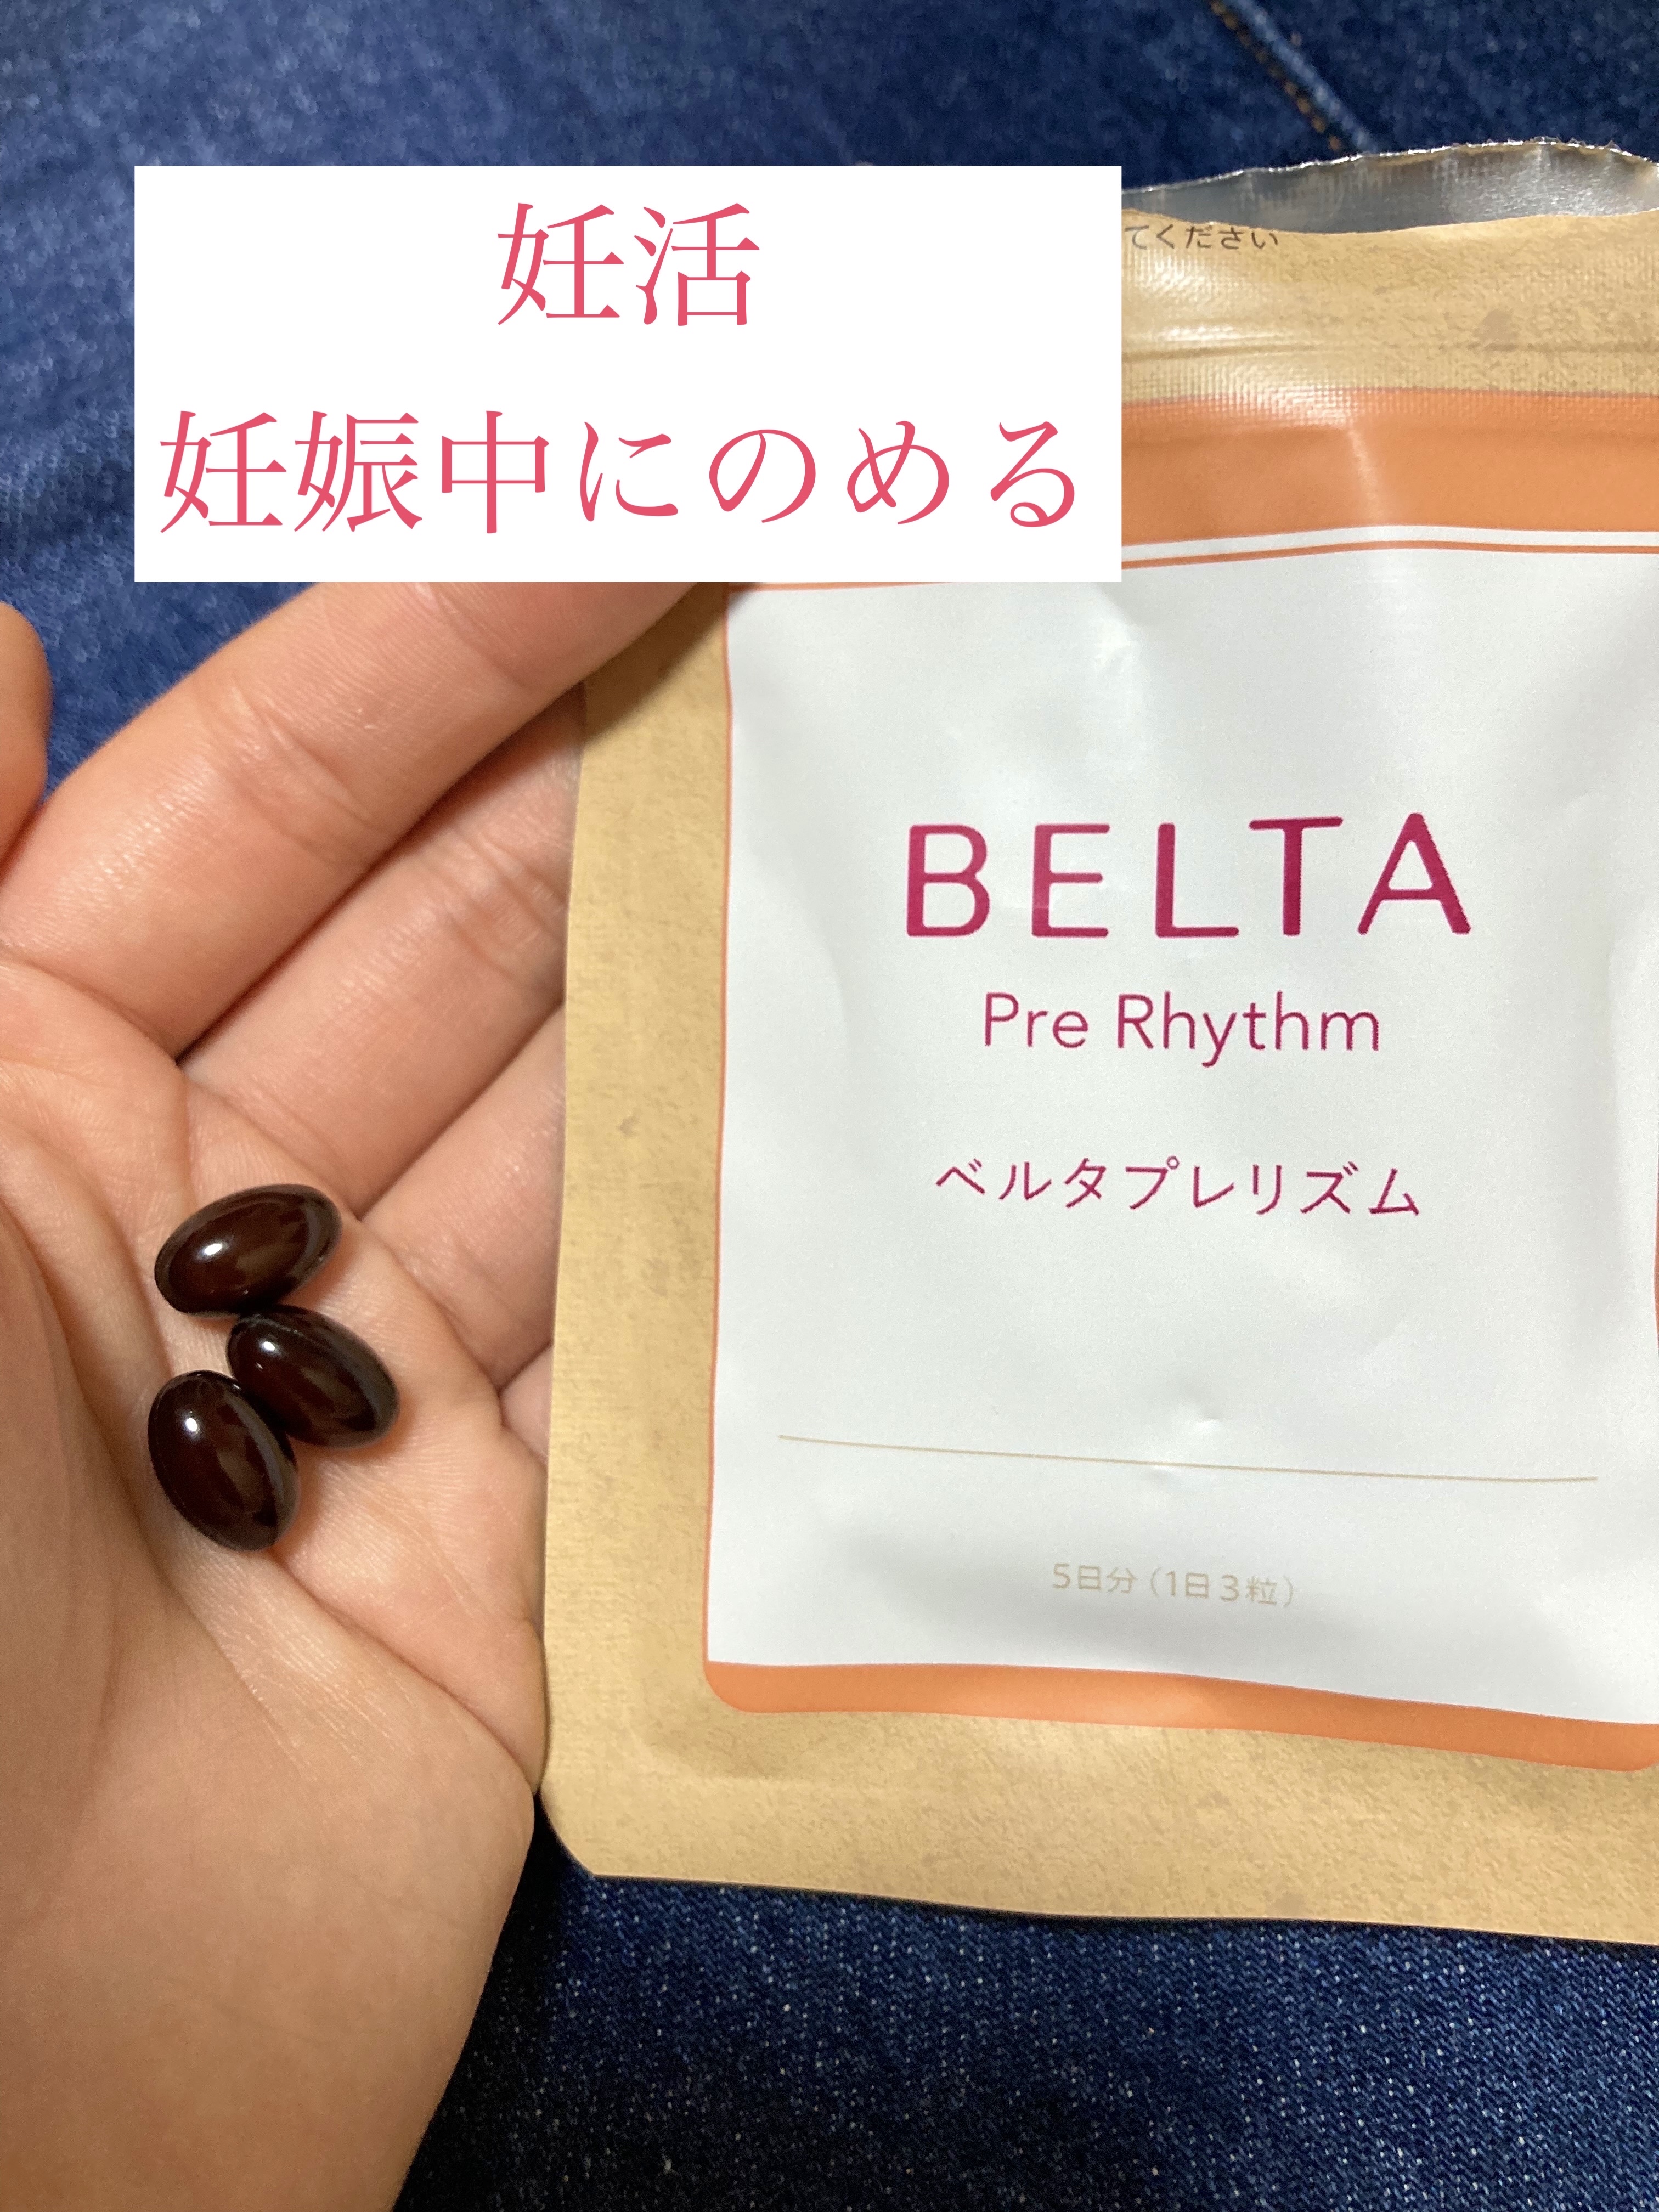 妊活
妊娠中にのめる
てください
BELTA
Pre Rhythm
ベルタプレリズム
5日分（1日3粒）